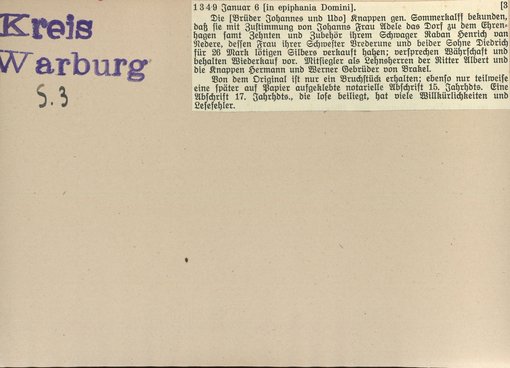 Kreis
Warburg
S. 3
1349 Januar 6 [in epiphania Domini]. [3
Die [Brüder Johannes und Udo] Knappen gen. Sommerkalff bekunden,
daß sie mit Zustimmung von Johanns Frau Adele das Dorf zu dem Ehren-
hagen samt Zehnten und Zubehör ihrem Schwager Raban Henrich van
Nedere, dessen Frau ihrer Schwester Brederune und beider Sohne Diedrich
für 26 Mark lötigen Silbers verkauft haben; versprechen Währschaft und
behalten Wiederkauf vor. Mitsiegler als Lehnsherren der Ritter Albert und
die Knappen Hermann und Werner Gebrüder von Brakel.
Von dem Original ist nur ein Bruchstück erhalten; ebenso nur teilweise
eine später auf Papier aufgeklebte notarielle Abschrift 15. Jahrhdts. Eine
Abschrift 17. Jahrhdts., die lose beiliegt, hat viele Willkürlichkeiten und
Lesefehler.